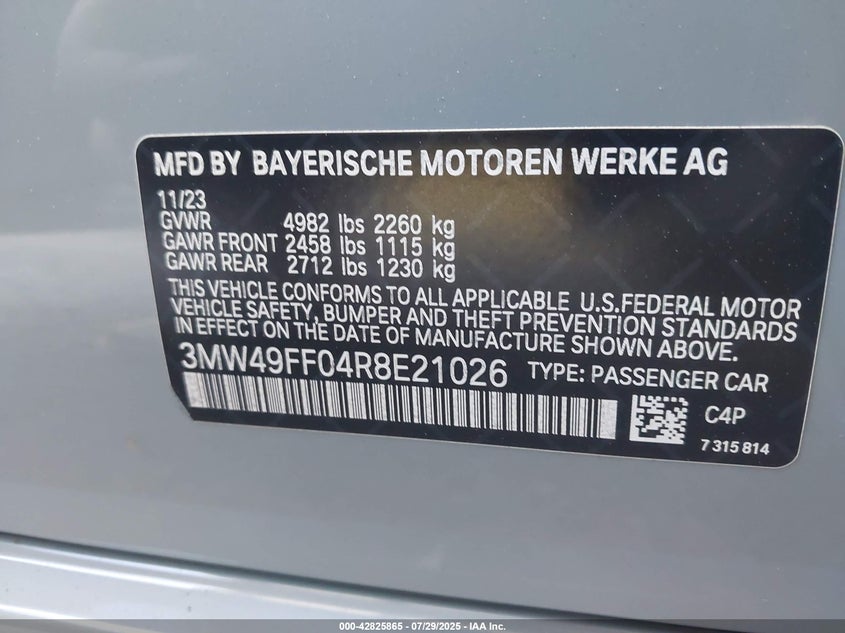 MFD BY BAYERISCHE MOTOREN WERKE AG
11/23
GVWR 4982 lbs 2260 kg
GAWR FRONT 2458 lbs 1115 kg
GAWR REAR 2712 lbs 1230 kg
THIS VEHICLE CONFORMS TO ALL APPLICABLE U.S.FEDERAL MOTOR
VEHICLE SAFETY, BUMPER AND THEFT PREVENTION STANDARDS
IN EFFECT ON THE DATE OF MANUFACTURE SHOWN ABOVE.
3MW49FF04R8E21026 TYPE: PASSENGER CAR
C4P
7 315 814
000-42825865 - 07/29/2025 - IAA Inc.